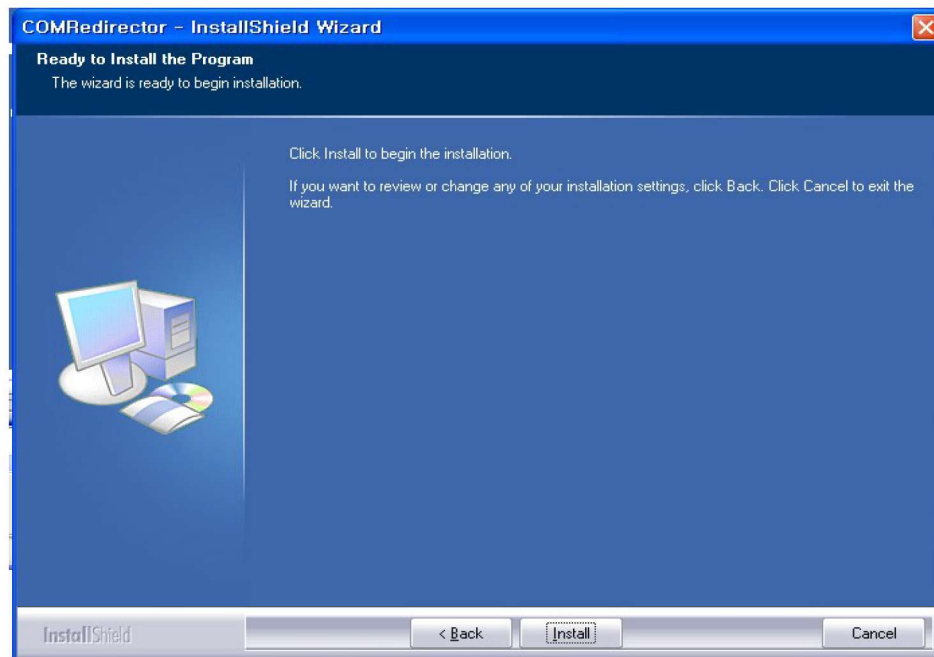 COMRedirector - InstallShield Wizard
Ready to Install the Program
The wizard is ready to begin installation.
Click Install to begin the installation.
If you want to review or change any of your installation settings, click Back. Click Cancel to exit the
wizard.
InstallShield
< Back
Install
Cancel